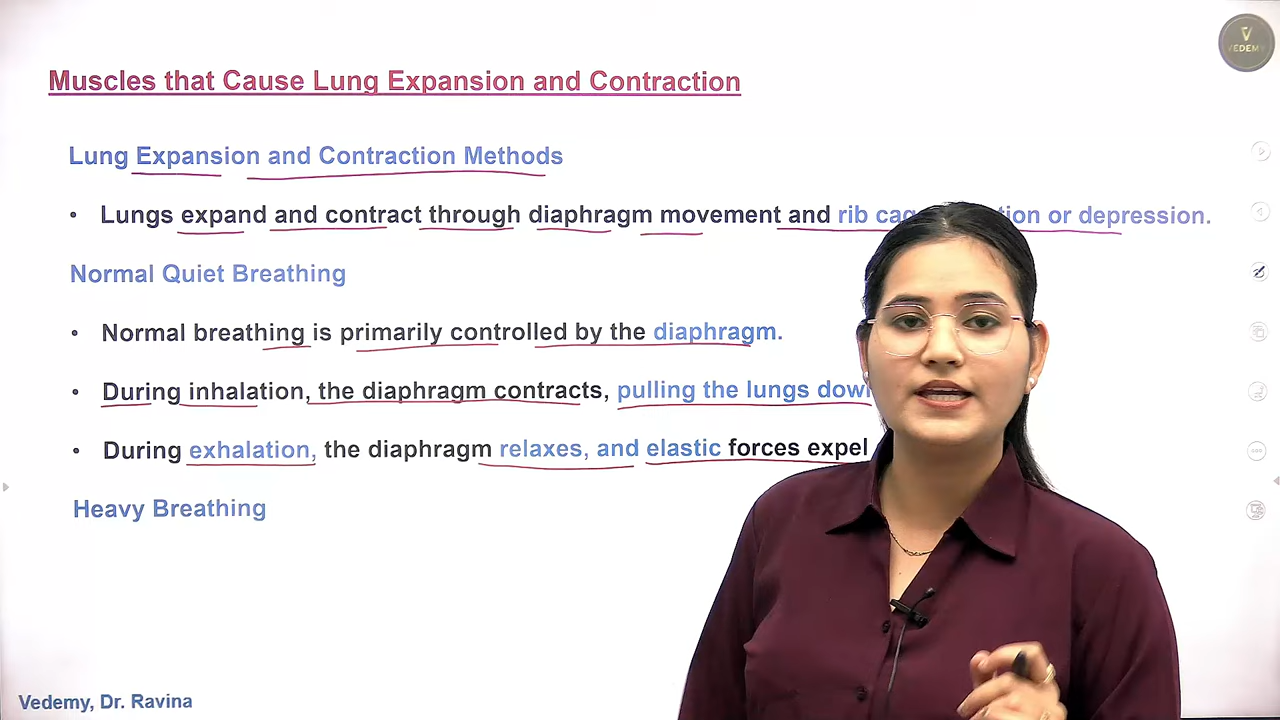 VEDEMY
Muscles that Cause Lung Expansion and Contraction
Lung Expansion and Contraction Methods
• Lungs expand and contract through diaphragm movement and rib tion or depression.
Normal Quiet Breathing
• Normal breathing is primarily controlled by the diaphragm.
• During inhalation, the diaphragm contracts, pulling the lungs
• During exhalation, the diaphragm relaxes, and elastic forces expel
Heavy Breathing
Vedemy, Dr. Ravina